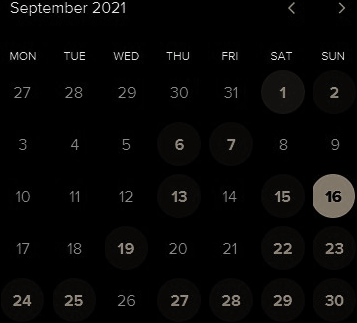 September 2021
MON TUE WED THU FRI SAT SUN
27 28 29 30 31 1 2
3 4 5 6 7 8 9
10 11 12 13 14 15 16
17 18 19 20 21 22 23
24 25 26 27 28 29 30